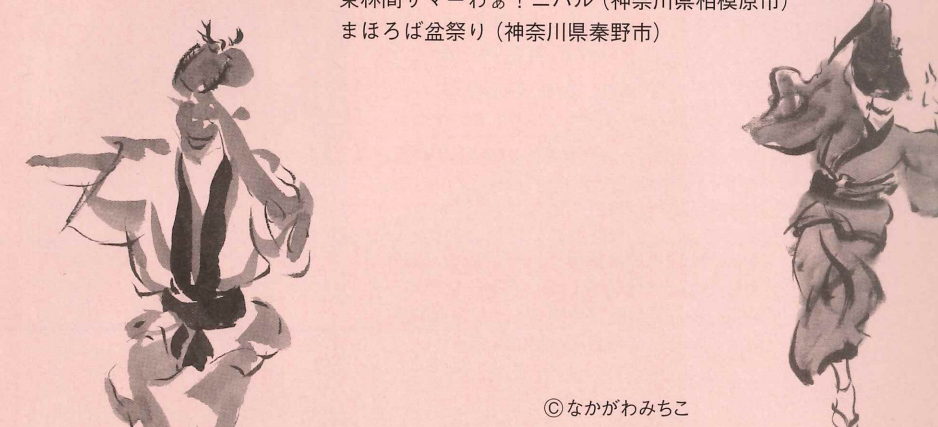 東林間サマーわぁ！ニバル（神奈川県相模原市）
まほろば盆祭り（神奈川県秦野市）
©なかがわみちこ